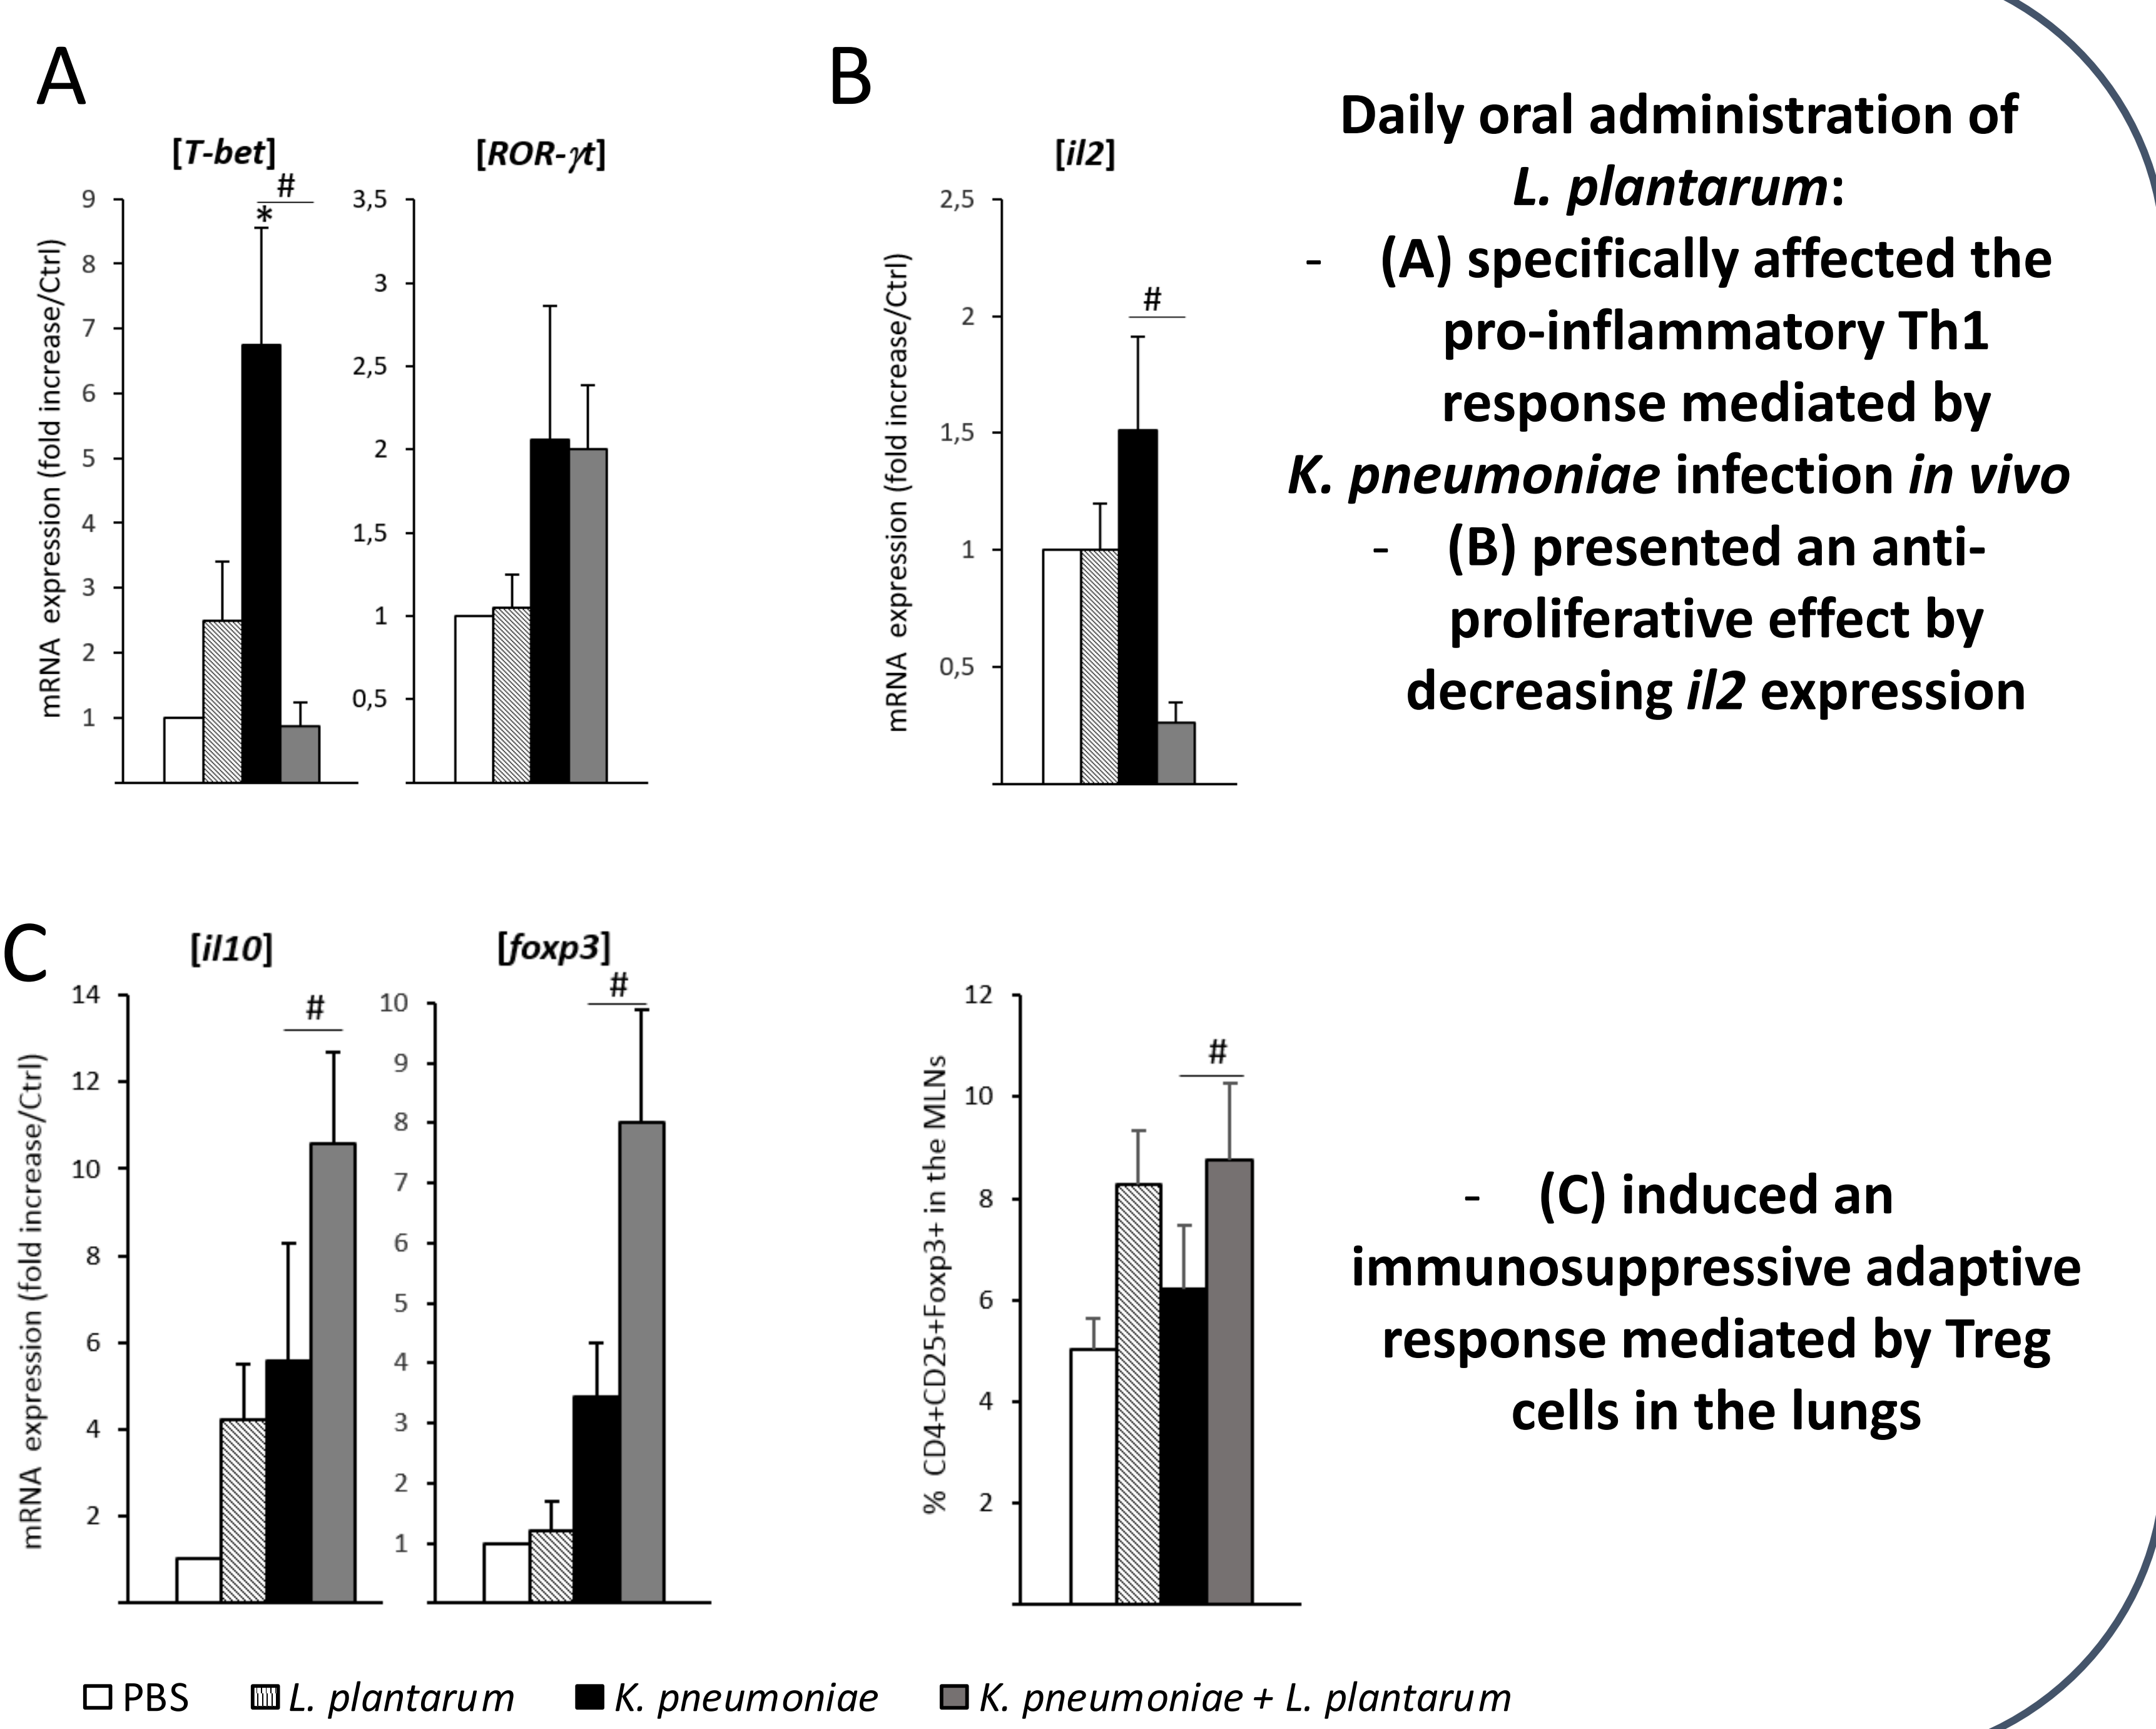 A
[T-bet]
#
*
mRNA expression (fold increase/Ctrl)
9
8
7
6
5
4
3
2
1
[ROR-γt]
3,5
3
2,5
2
1,5
1
0,5
B
[il2]
#
mRNA expression (fold increase/Ctrl)
2,5
2
1,5
1
0,5
Daily oral administration of
L. plantarum:
- (A) specifically affected the
pro-inflammatory Th1
response mediated by
K. pneumoniae infection in vivo
- (B) presented an anti-
proliferative effect by
decreasing il2 expression
C
[il10]
#
mRNA expression (fold increase/Ctrl)
14
12
10
8
6
4
2
[foxp3]
#
10
9
8
7
6
5
4
3
2
1
#
% CD4+CD25+Foxp3+ in the MLNs
12
10
8
6
4
2
- (C) induced an
immunosuppressive adaptive
response mediated by Treg
cells in the lungs
PBS L. plantarum K. pneumoniae K. pneumoniae + L. plantarum